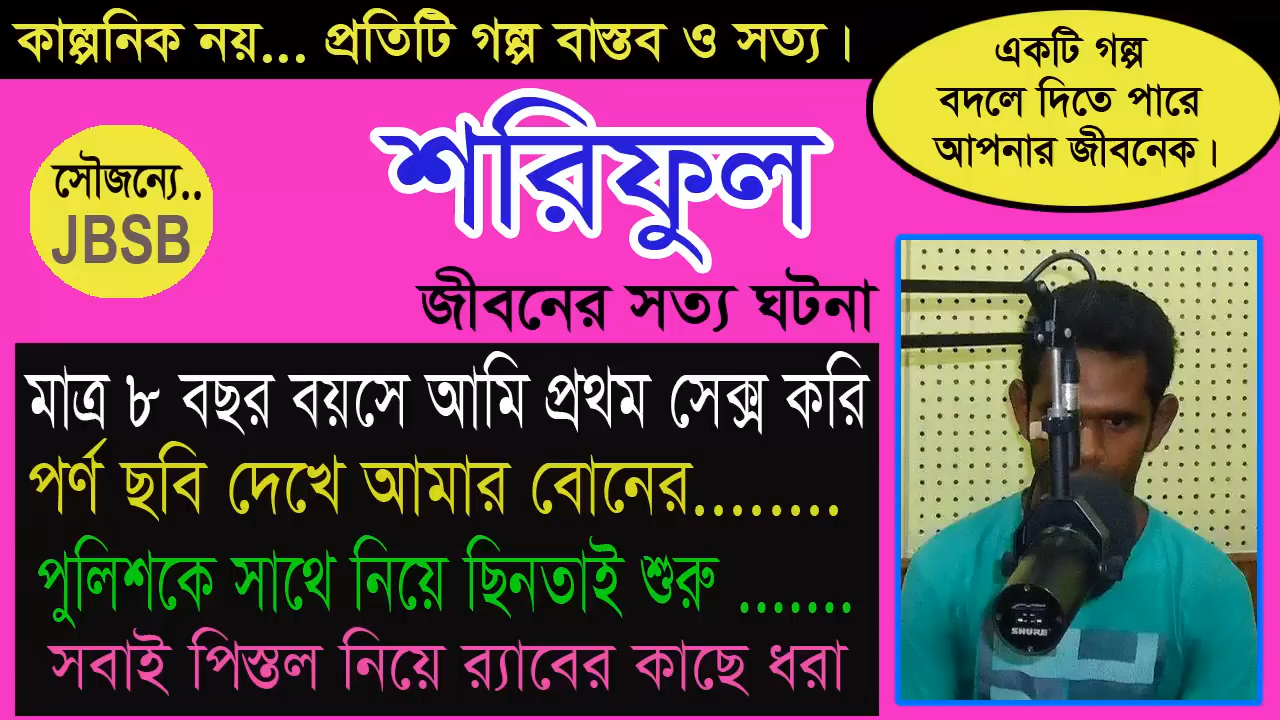 কাল্পনিক নয়... প্রতিটি গল্প বাস্তব ও সত্য।
একটি গল্প
বদলে দিতে পারে
আপনার জীবনেক।
সৌজন্যে..
JBSB
শরিফুল
জীবনের সত্য ঘটনা
মাত্র ৮ বছর বয়সে আমি প্রথম সেক্স করি
পর্ণ ছবি দেখে আমার বোনের........
পুলিশকে সাথে নিয়ে ছিনতাই শুরু .......
সবাই পিস্তল নিয়ে র‍্যাবের কাছে ধরা
SHURE